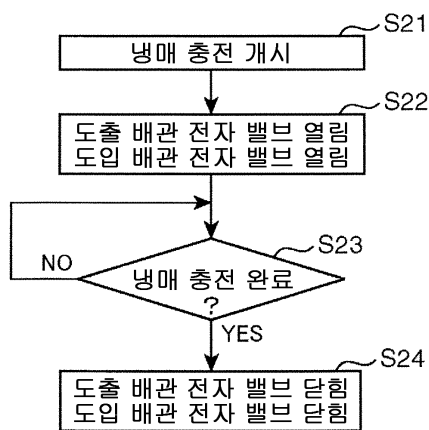 S21
냉매 충전 개시
S22
도출 배관 전자 밸브 열림
도입 배관 전자 밸브 열림
S23
NO
냉매 충전 완료
?
YES
S24
도출 배관 전자 밸브 닫힘
도입 배관 전자 밸브 닫힘